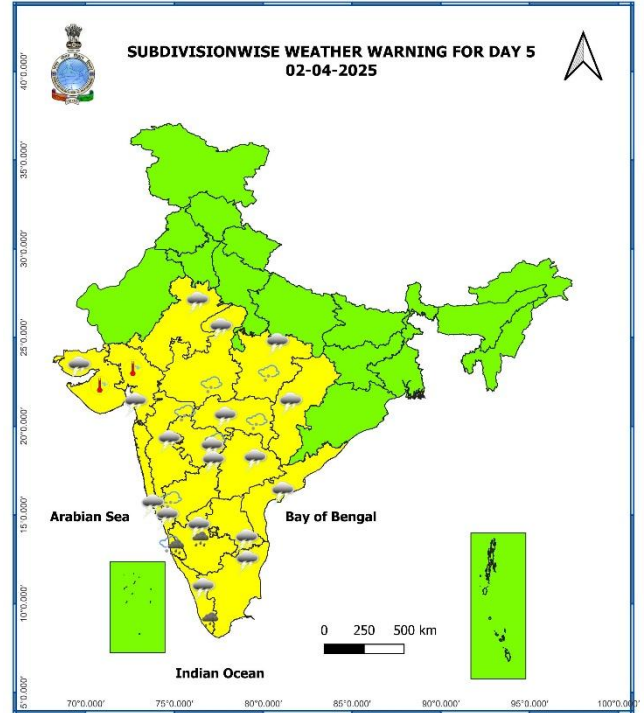 SUBDIVISIONWISE WEATHER WARNING FOR DAY 5
02-04-2025
40°0.000'
35°0.000'
30°0.000'
25°0.000'
20°0.000'
15°0.000'
10°0.000'
5°0.000'
Arabian Sea
Bay of Bengal
0 250 500 km
Indian Ocean
70°0.000' 75°0.000' 80°0.000' 85°0.000' 90°0.000' 95°0.000' 100°0.000'